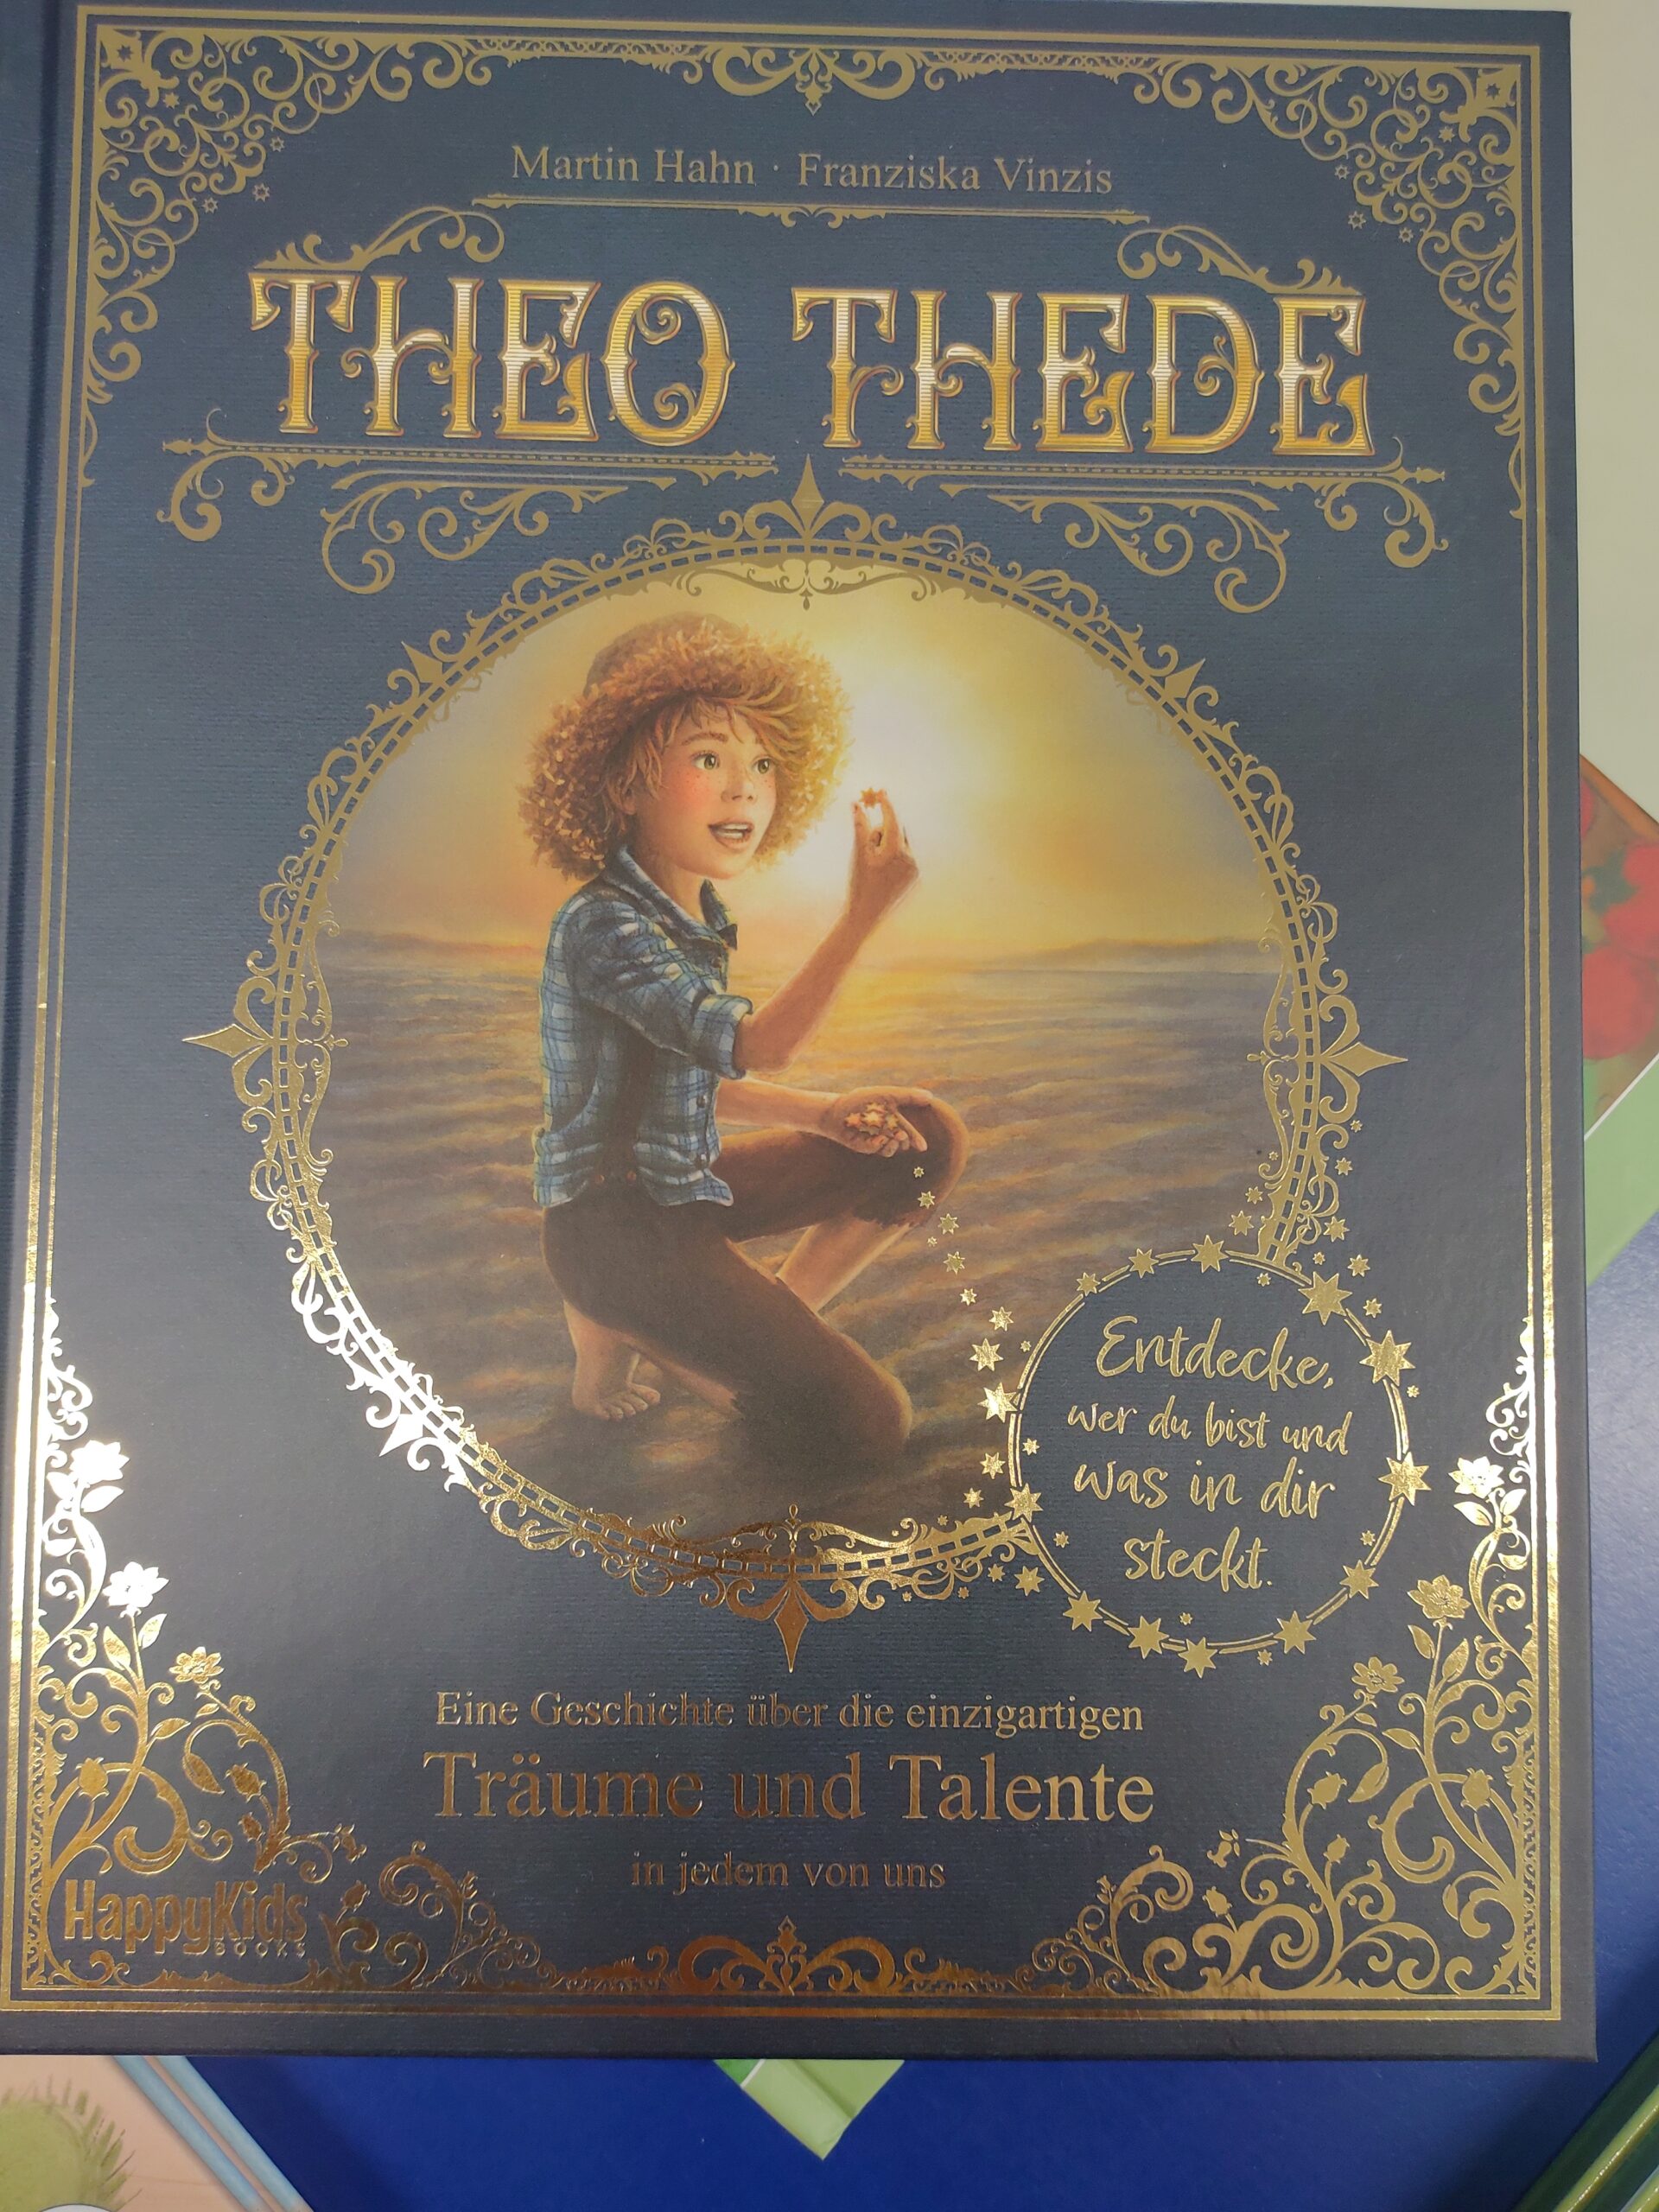 Martin Hahn · Franziska Vinzis
THEO THEDE
Entdecke,
wer du bist und
was in dir
steckt.
Eine Geschichte über die einzigartigen
Träume und Talente
in jedem von uns
HappyKids
BOOKS